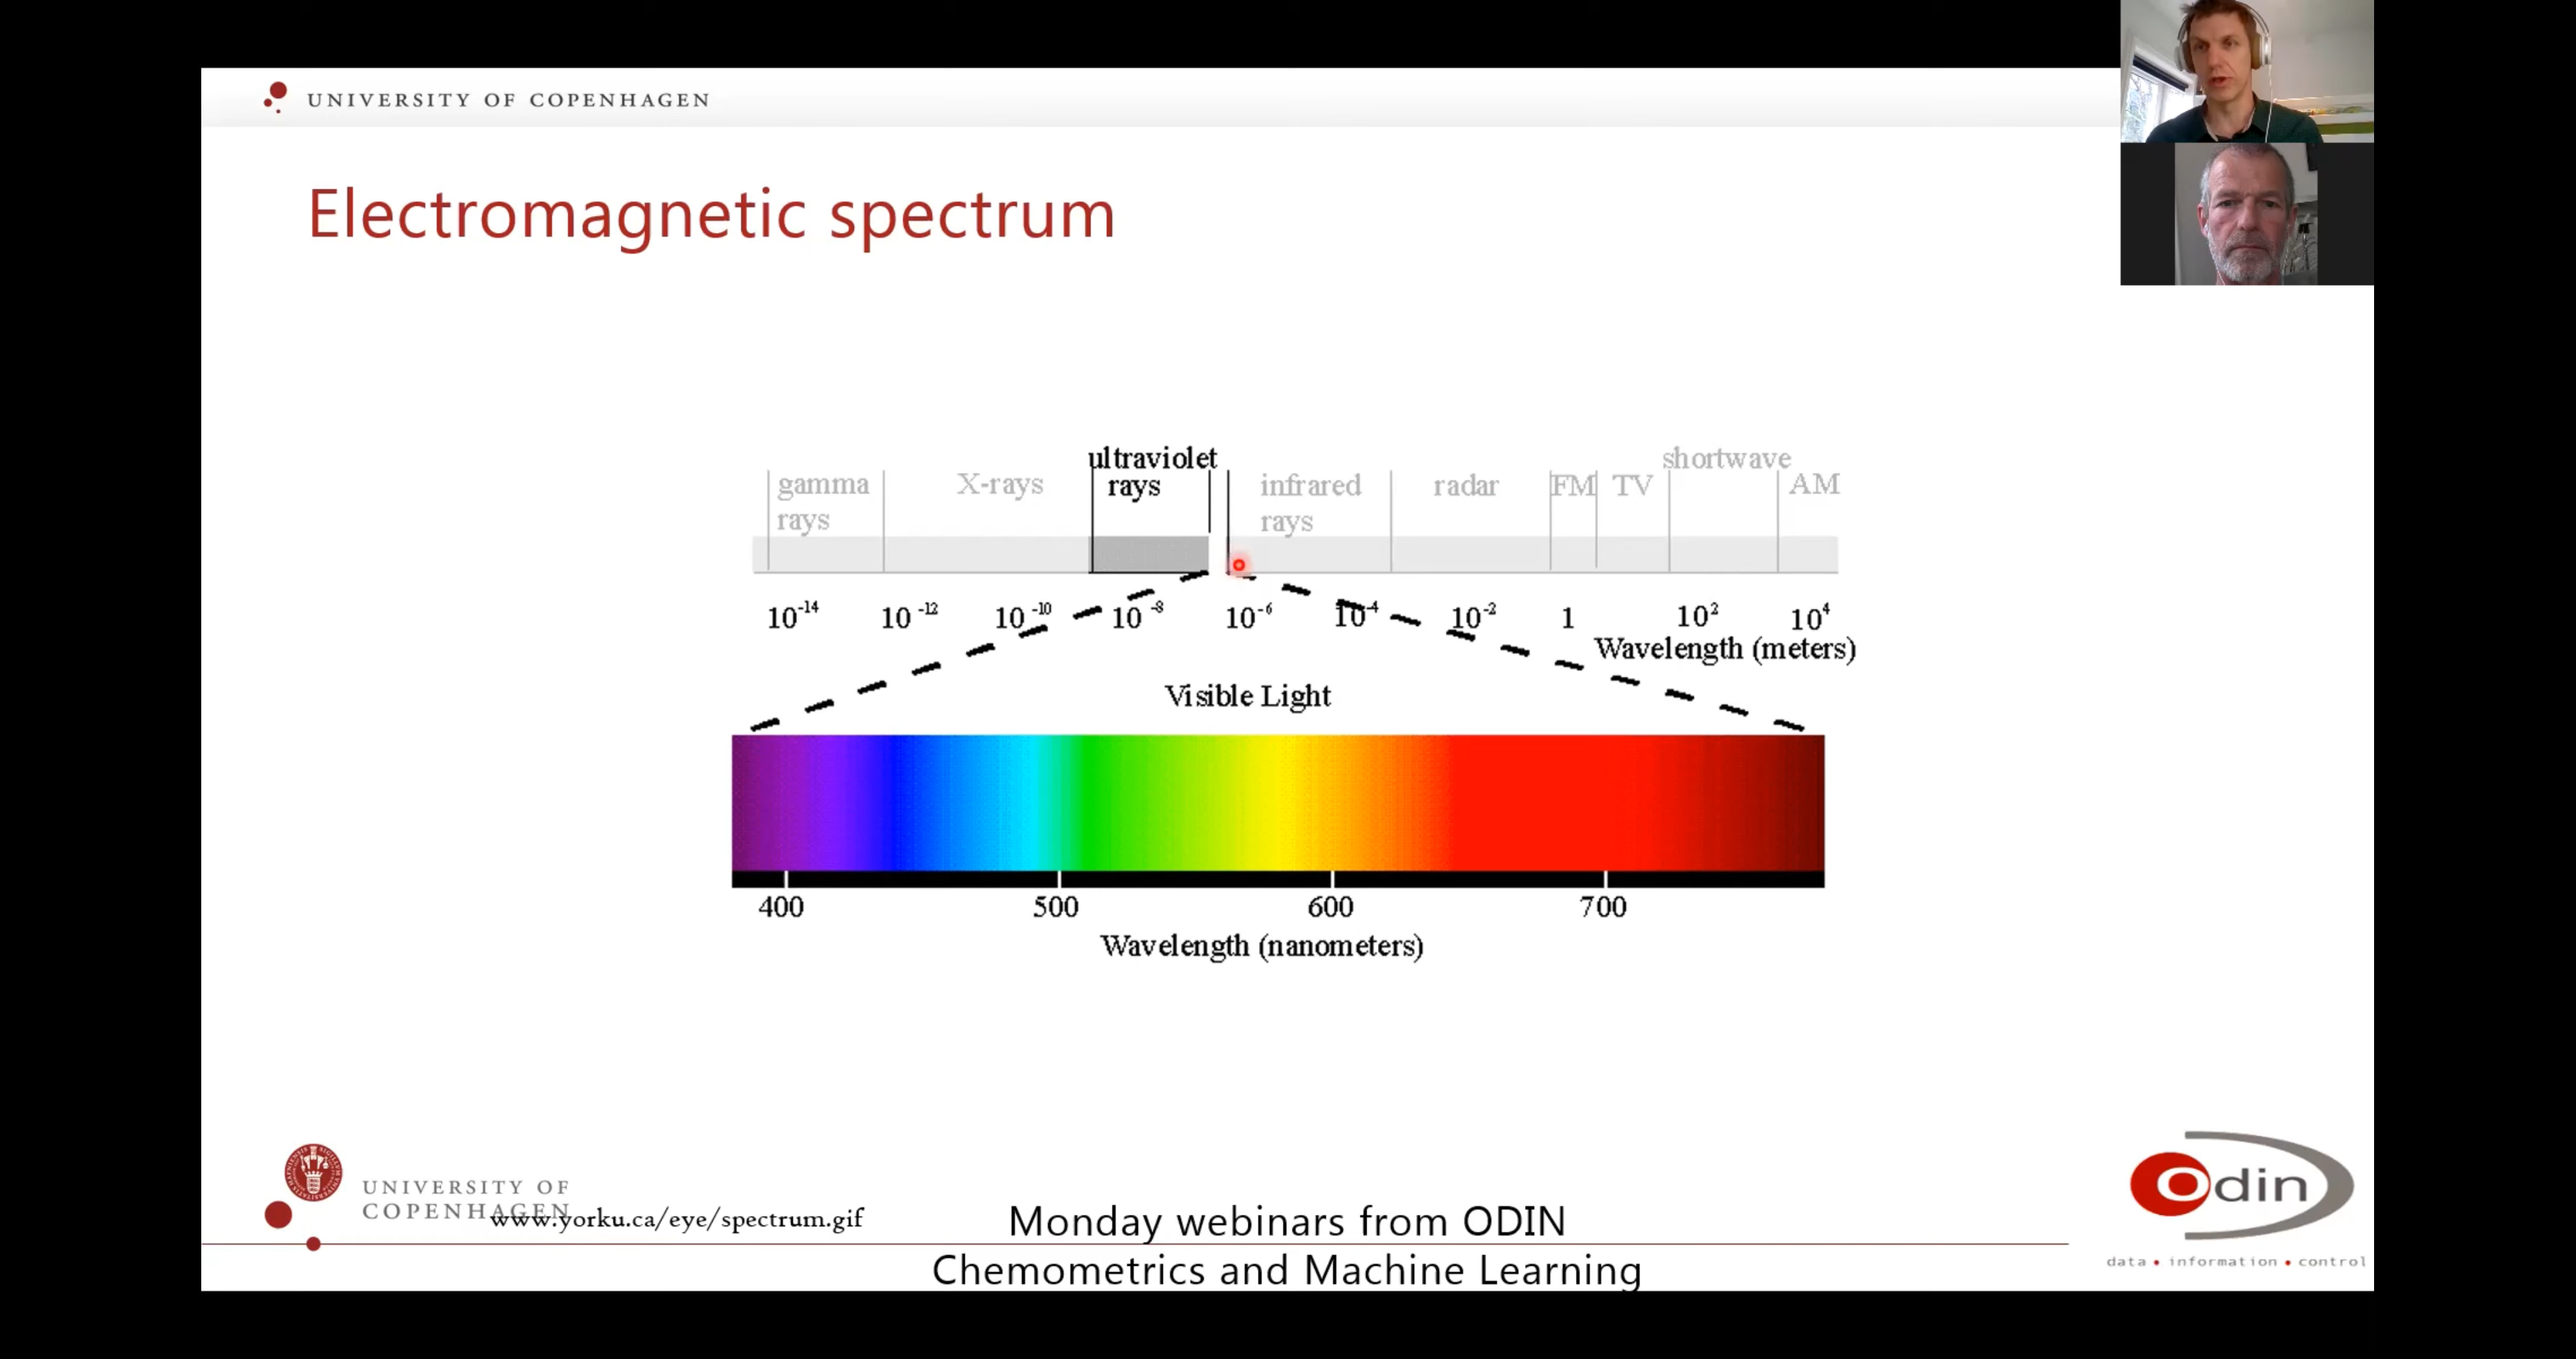 UNIVERSITY OF COPENHAGEN
Electromagnetic spectrum
ultraviolet
shortwave
gamma X-rays rays infrared radar FM TV AM
rays rays
10⁻¹⁴ 10⁻¹² 10⁻¹⁰ 10⁻⁸ 10⁻⁶ 10⁻⁴ 10⁻² 1 10² 10⁴
Wavelength (meters)
Visible Light
400 500 600 700
Wavelength (nanometers)
UNIVERSITY OF
COPENHAGEN
www.yorku.ca/eye/spectrum.gif
Monday webinars from ODIN
Chemometrics and Machine Learning
Odin
data • information • control